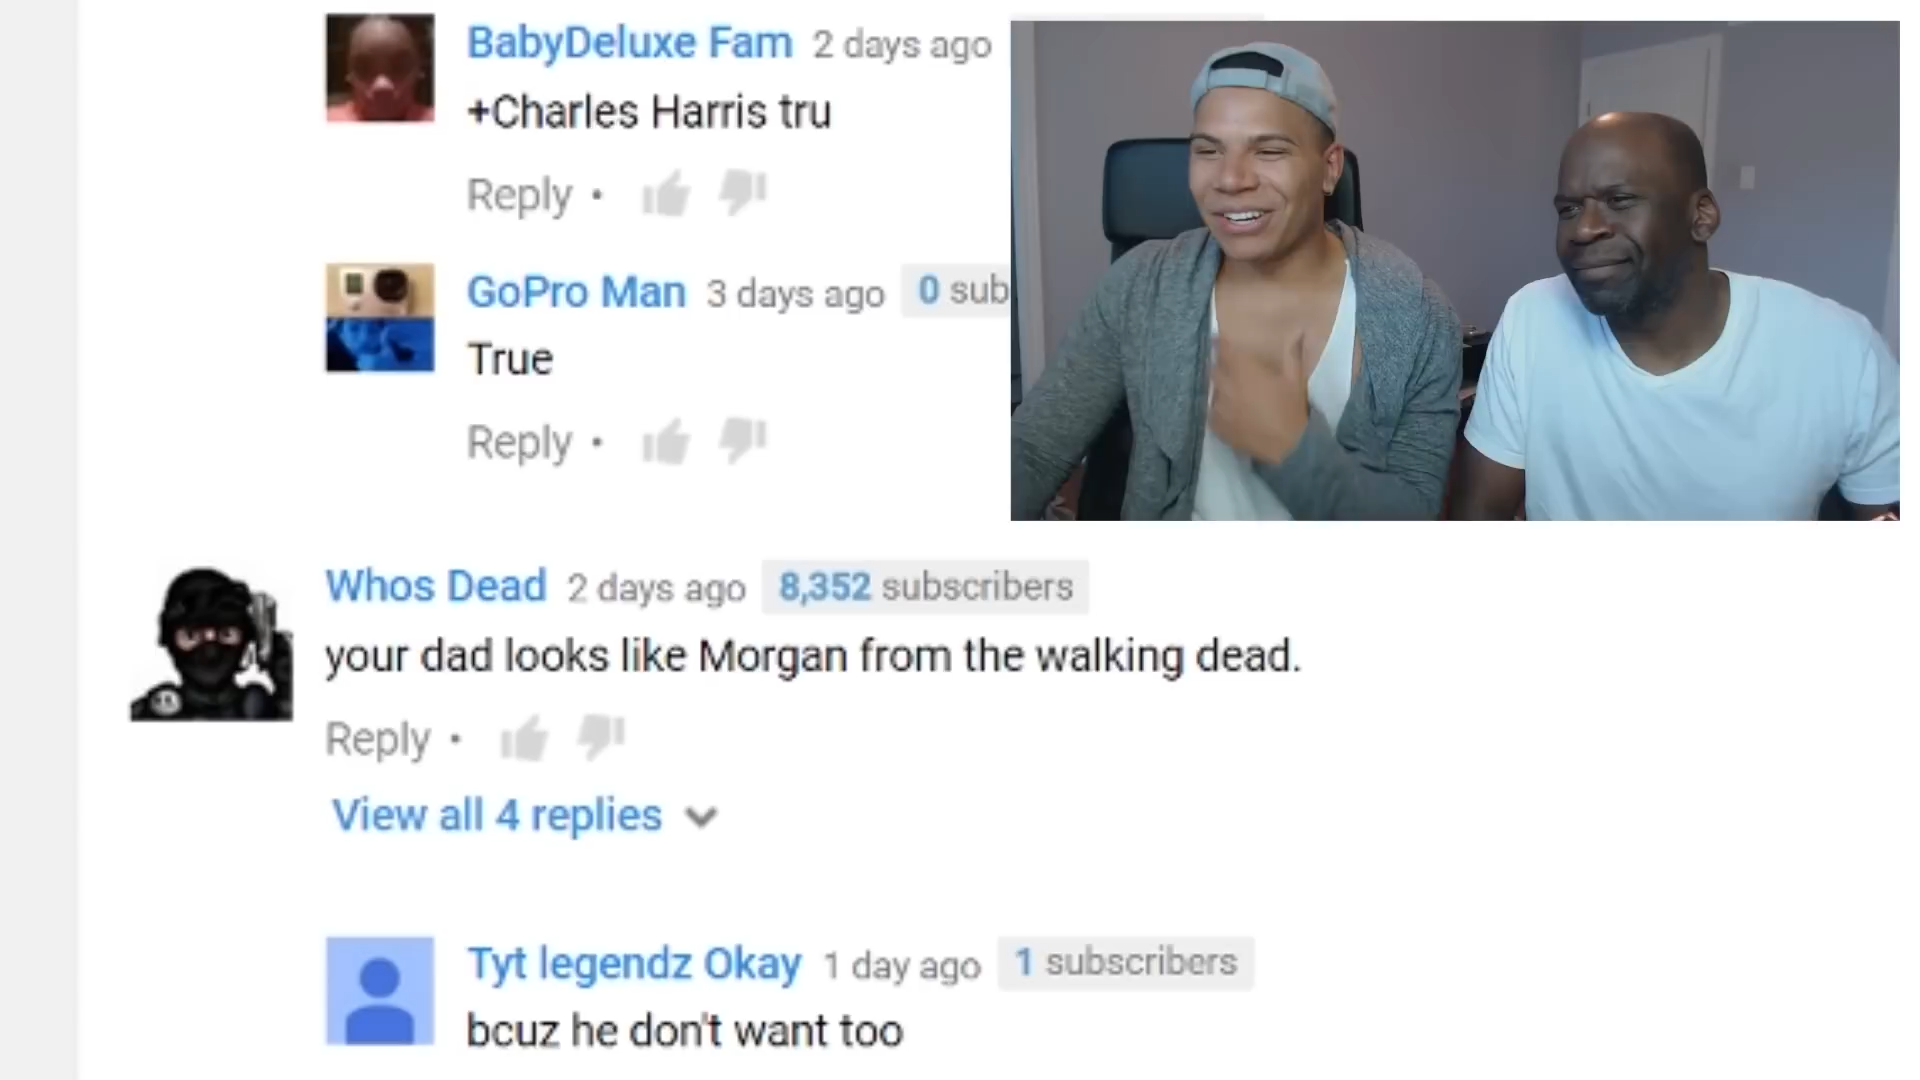 BabyDeluxe Fam 2 days ago
+Charles Harris tru
Reply •
GoPro Man 3 days ago 0 sub
True
Reply •
Whos Dead 2 days ago 8,352 subscribers
your dad looks like Morgan from the walking dead.
Reply •
View all 4 replies
Tyt legendz Okay 1 day ago 1 subscribers
bcuz he don't want too